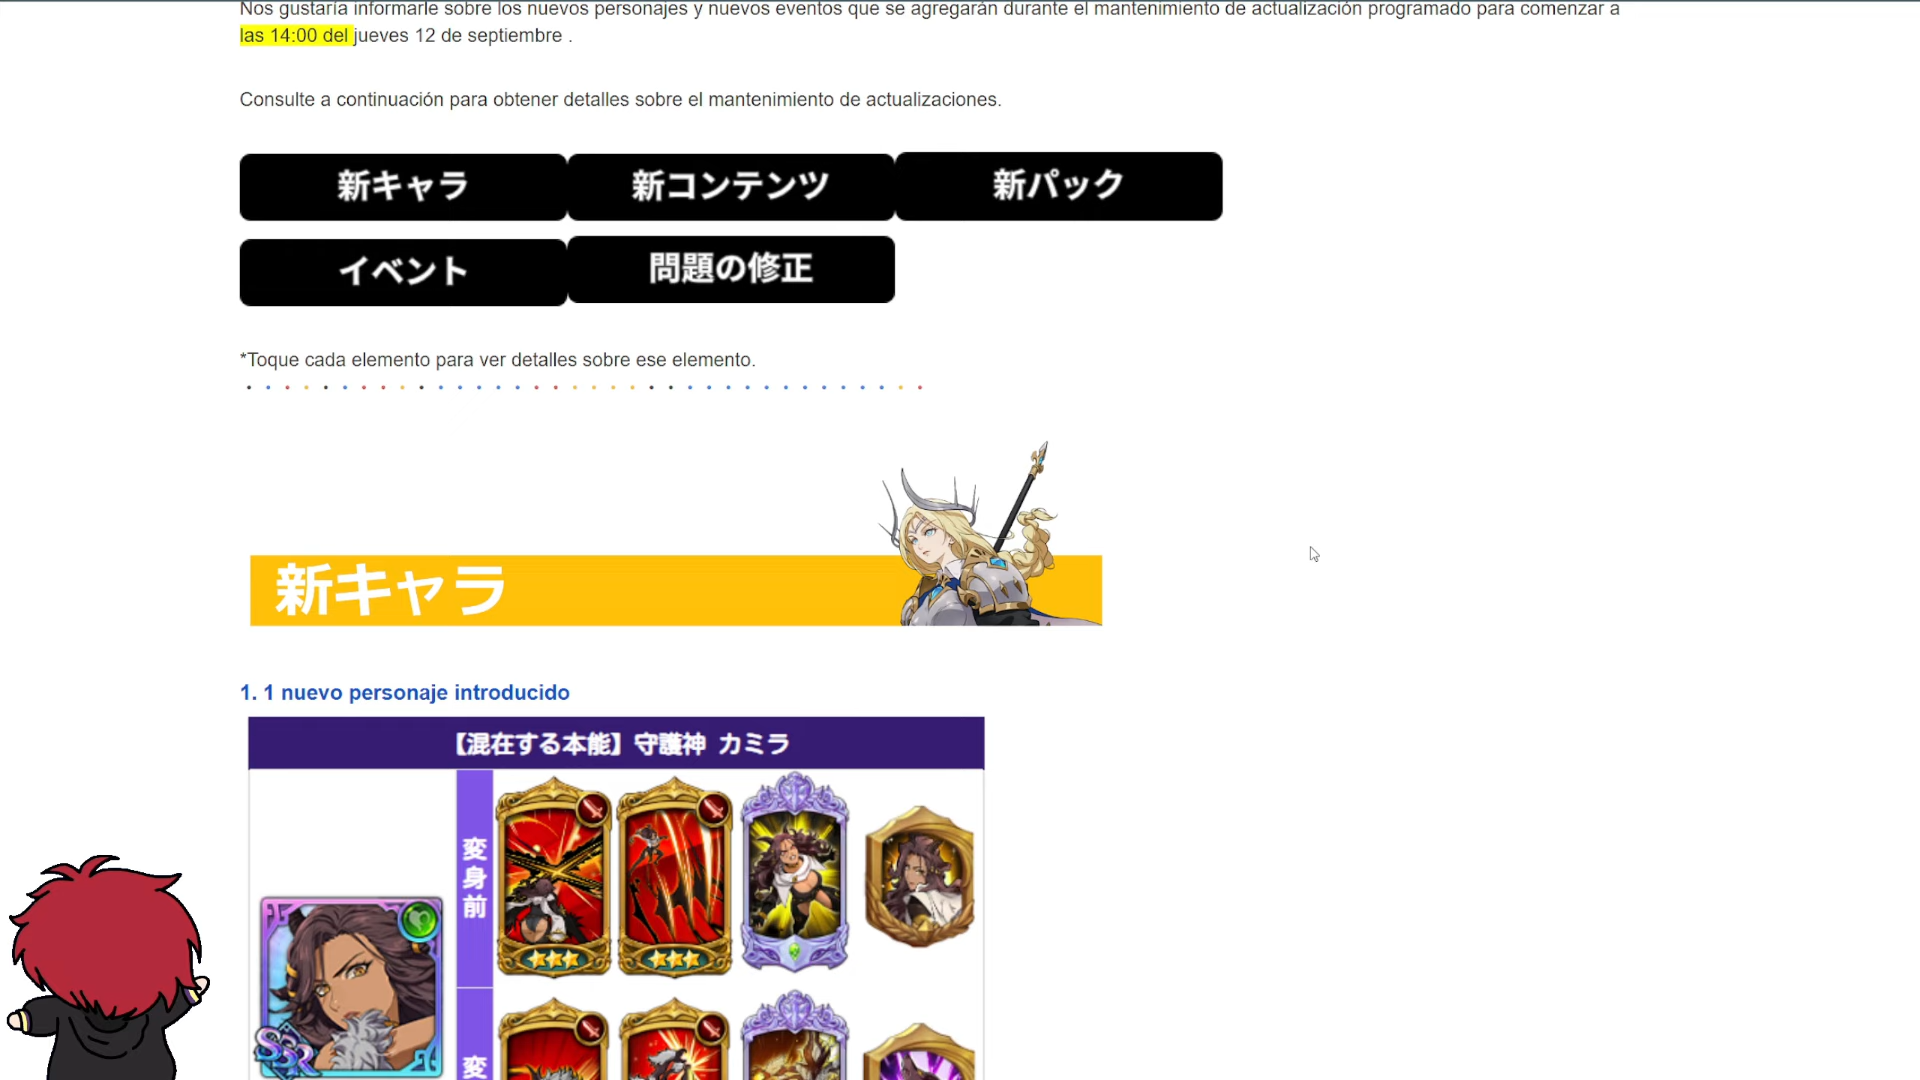 Nos gustaría informarle sobre los nuevos personajes y nuevos eventos que se agregarán durante el mantenimiento de actualización programado para comenzar a
las 14:00 del jueves 12 de septiembre .
Consulte a continuación para obtener detalles sobre el mantenimiento de actualizaciones.
新キャラ
新コンテンツ
新パック
イベント
問題の修正
*Toque cada elemento para ver detalles sobre ese elemento.
新キャラ
1. 1 nuevo personaje introducido
【混在する本能】守護神 カミラ
変身前
SSR
変